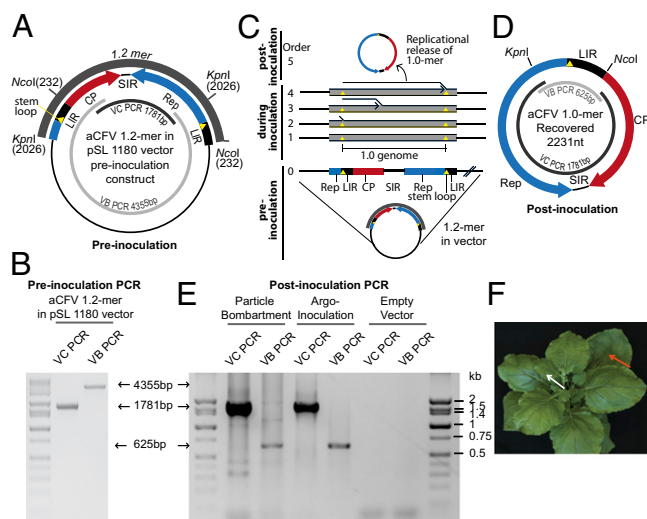 A
1.2 mer
NcoI(232)
SIR
KpnI
(2026)
stem
loop
CP
Rep
LIR
VC PCR 1781bp
LIR
KpnI
(2026)
aCFV 1.2-mer in
pSL 1180 vector
pre-inoculation
construct
NcoI
(232)
VB PCR 4355bp
Pre-inoculation
C
post-
inoculation
during
inoculation
pre-
inoculation
Order
5
Replicational
release of
1.0-mer
4
3
2
1
1.0 genome
0
Rep LIR CP SIR Rep LIR
stem loop
1.2-mer
in vector
D
KpnI
LIR
NcoI
VB PCR 625bp
aCFV 1.0-mer
Recovered
2231nt
CP
VC PCR 1781bp
Rep
SIR
Post-inoculation
B
Pre-inoculation PCR
aCFV 1.2-mer
in pSL 1180 vector
VC PCR
VB PCR
← 4355bp →
← 1781bp →
← 625bp →
E
Post-inoculation PCR
Particle
Bombartment
Argo-
Inoculation
Empty
Vector
VC PCR
VB PCR
VC PCR
VB PCR
VC PCR
VB PCR
kb
2
1.5
1.4
1
0.75
0.5
F